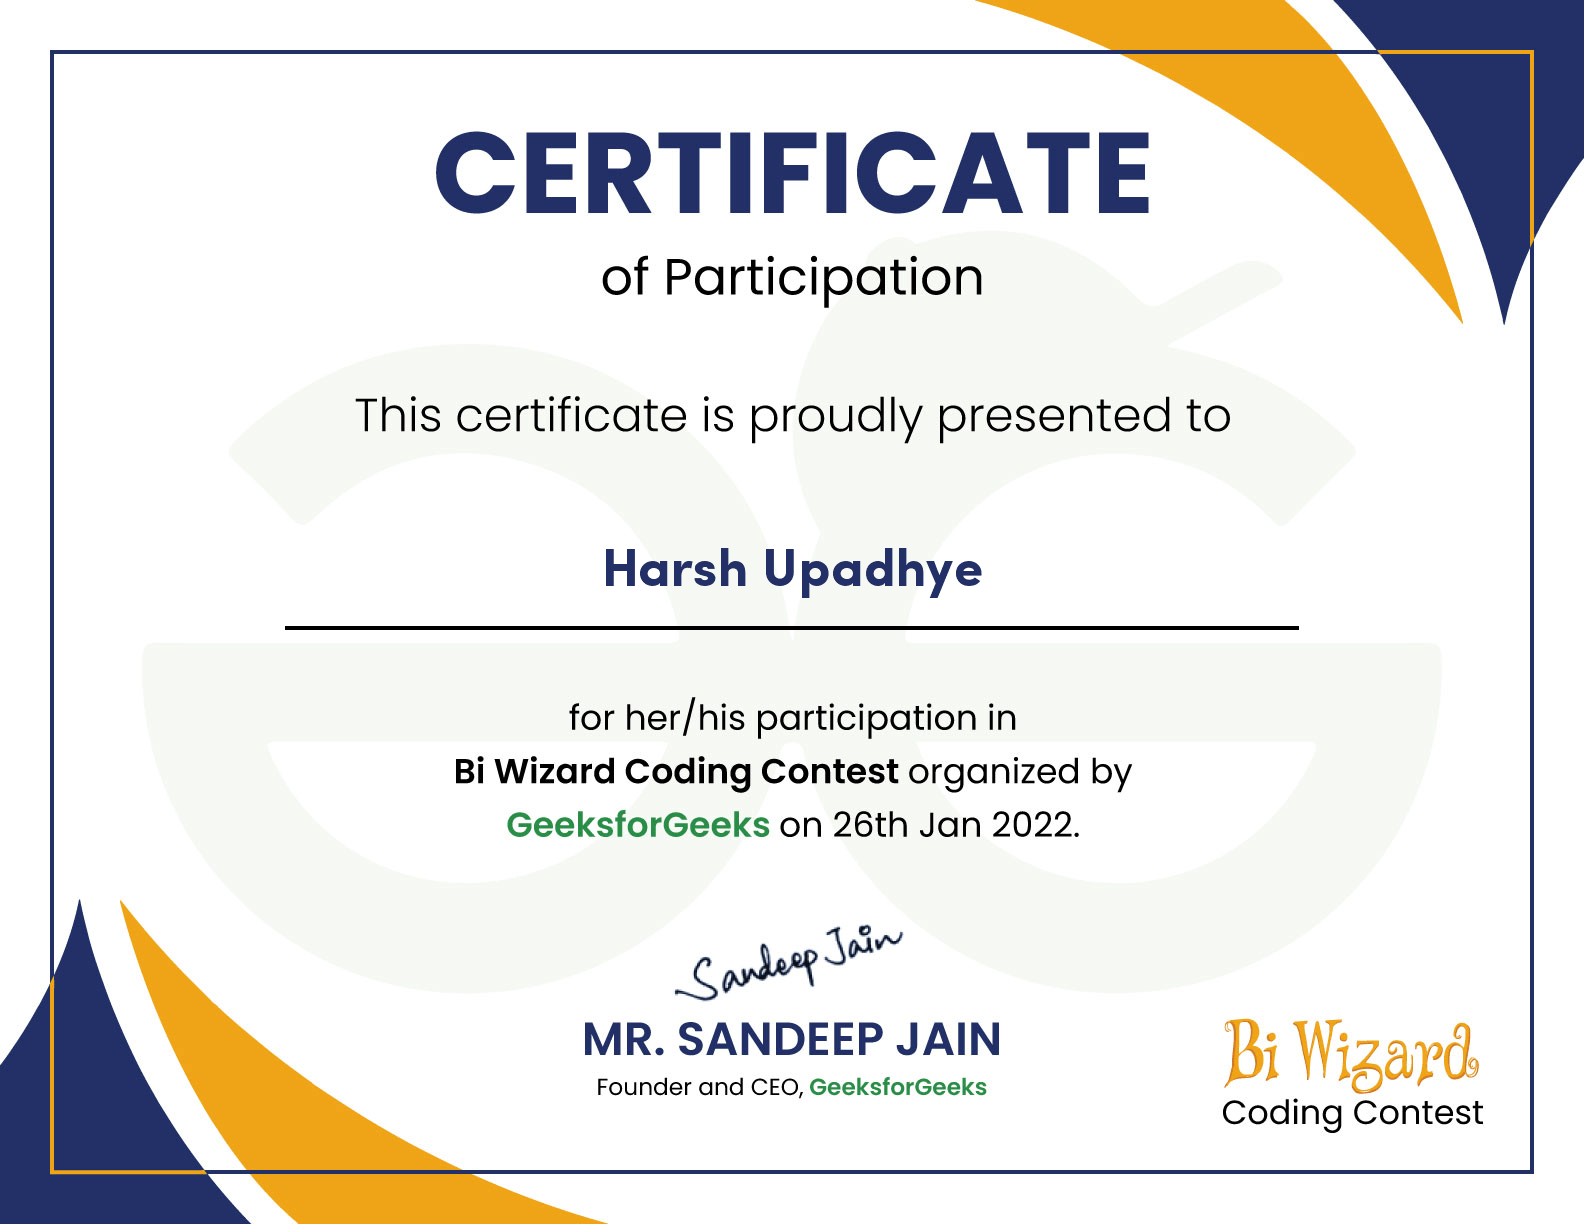 CERTIFICATE
of Participation
This certificate is proudly presented to
Harsh Upadhye
for her/his participation in
Bi Wizard Coding Contest organized by
GeeksforGeeks on 26th Jan 2022.
Sandeep Jain
MR. SANDEEP JAIN
Founder and CEO, GeeksforGeeks
Bi Wizard
Coding Contest